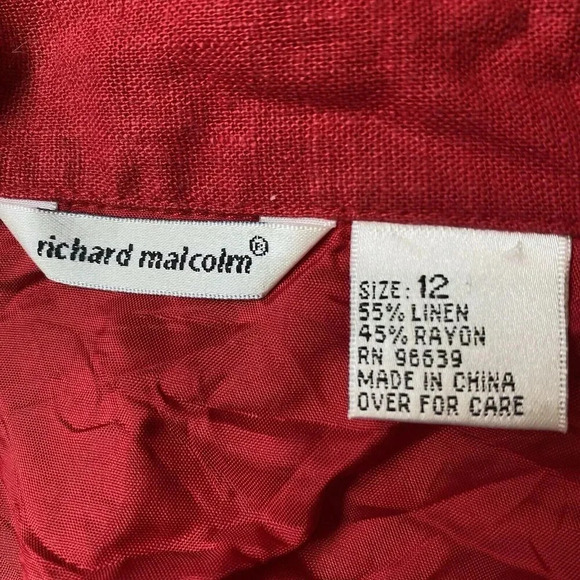 richard malcolm®
SIZE: 12
55% LINEN
45% RAYON
RN 96639
MADE IN CHINA
OVER FOR CARE